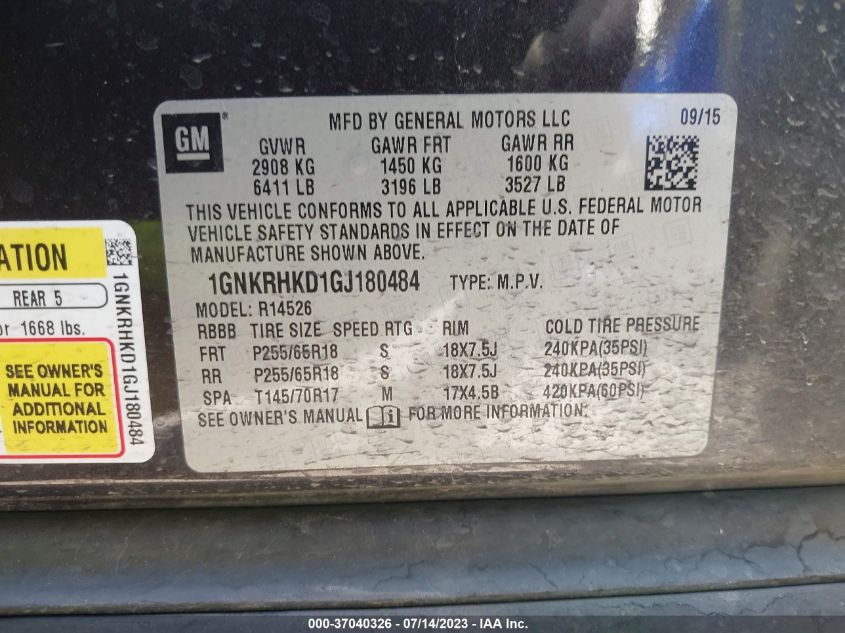 GM
®
MFD BY GENERAL MOTORS LLC
09/15
GVWR GAWR FRT GAWR RR
2908 KG 1450 KG 1600 KG
6411 LB 3196 LB 3527 LB
THIS VEHICLE CONFORMS TO ALL APPLICABLE U.S. FEDERAL MOTOR
VEHICLE SAFETY STANDARDS IN EFFECT ON THE DATE OF
MANUFACTURE SHOWN ABOVE.
1GNKRHKD1GJ180484 TYPE: M.P.V.
MODEL: R14526
RBBB TIRE SIZE SPEED RTG RIM COLD TIRE PRESSURE
FRT P255/65R18 S 18X7.5J 240KPA(35PSI)
RR P255/65R18 S 18X7.5J 240KPA(35PSI)
SPA T145/70R17 M 17X4.5B 420KPA(60PSI)
SEE OWNER'S MANUAL FOR MORE INFORMATION.
ATION
REAR 5
or 1668 lbs.
SEE OWNER'S
MANUAL FOR
ADDITIONAL
INFORMATION
1GNKRHKD1GJ180484
000-37040326 - 07/14/2023 - IAA Inc.